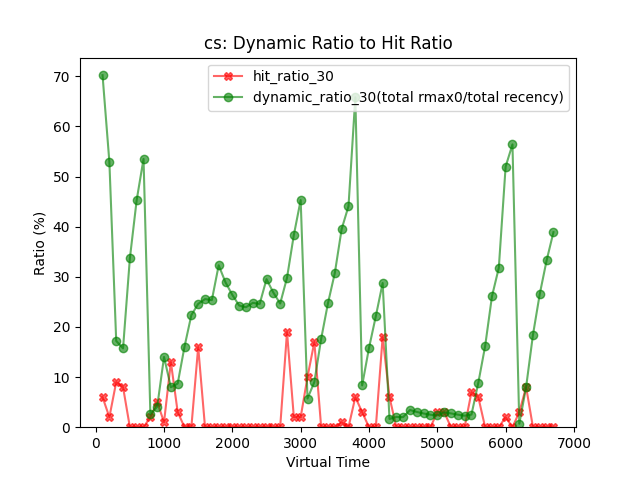 cs: Dynamic Ratio to Hit Ratio
hit_ratio_30
dynamic_ratio_30(total rmax0/total recency)
Ratio (%)
70
60
50
40
30
20
10
0
0 1000 2000 3000 4000 5000 6000 7000
Virtual Time